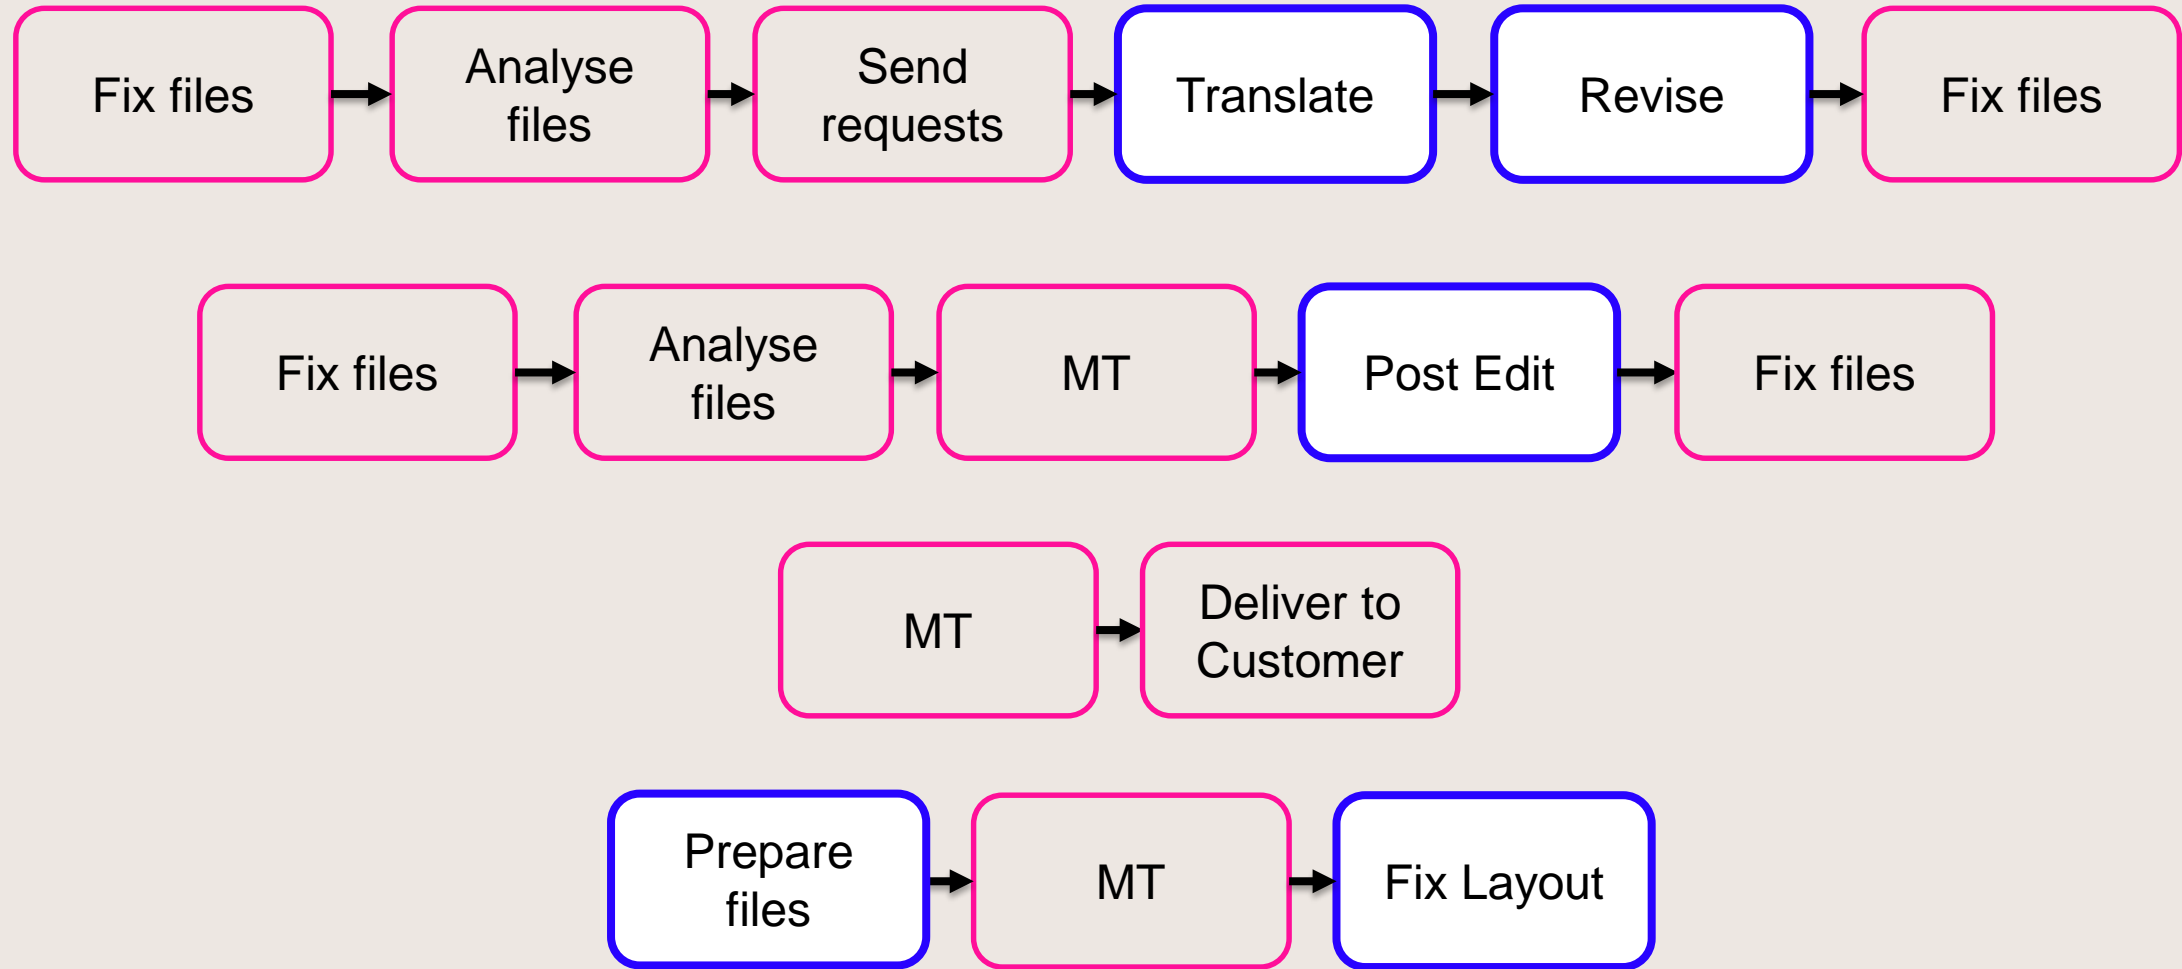 Fix files
Analyse
files
Send
requests
Translate
Revise
Fix files
Fix files
Analyse
files
MT
Post Edit
Fix files
MT
Deliver to
Customer
Prepare
files
MT
Fix Layout